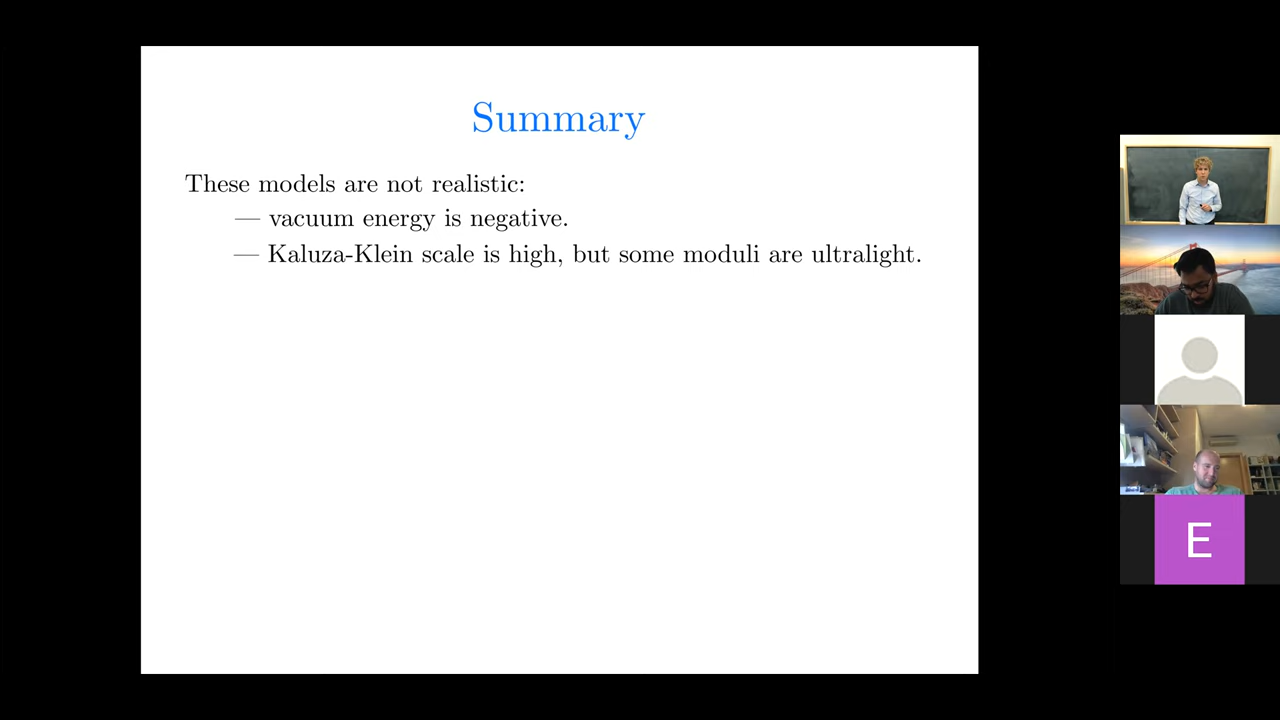 Summary
These models are not realistic:
— vacuum energy is negative.
— Kaluza-Klein scale is high, but some moduli are ultralight.
E